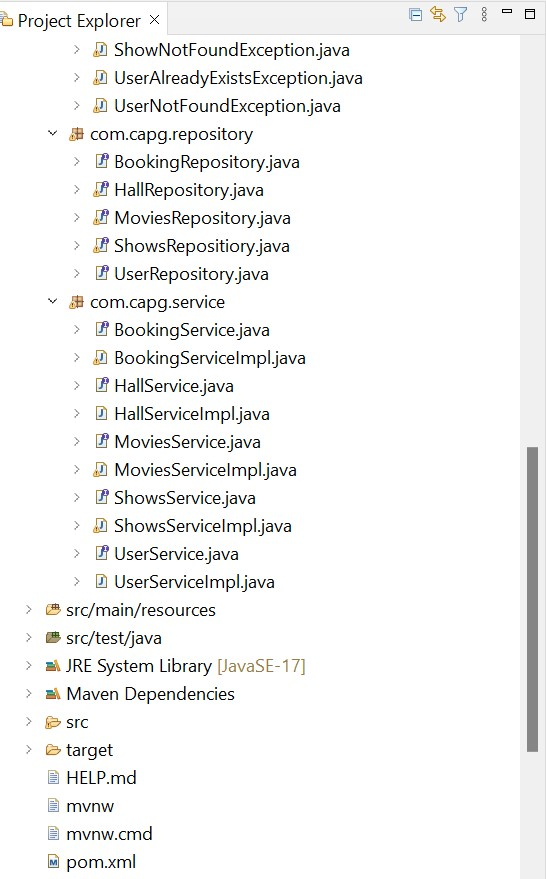 Project Explorer
ShowNotFoundException.java
UserAlreadyExistsException.java
UserNotFoundException.java
com.capg.repository
BookingRepository.java
HallRepository.java
MoviesRepository.java
ShowsRepositiory.java
UserRepository.java
com.capg.service
BookingService.java
BookingServiceImpl.java
HallService.java
HallServiceImpl.java
MoviesService.java
MoviesServiceImpl.java
ShowsService.java
ShowsServiceImpl.java
UserService.java
UserServiceImpl.java
src/main/resources
src/test/java
JRE System Library [JavaSE-17]
Maven Dependencies
src
target
HELP.md
mvnw
mvnw.cmd
pom.xml